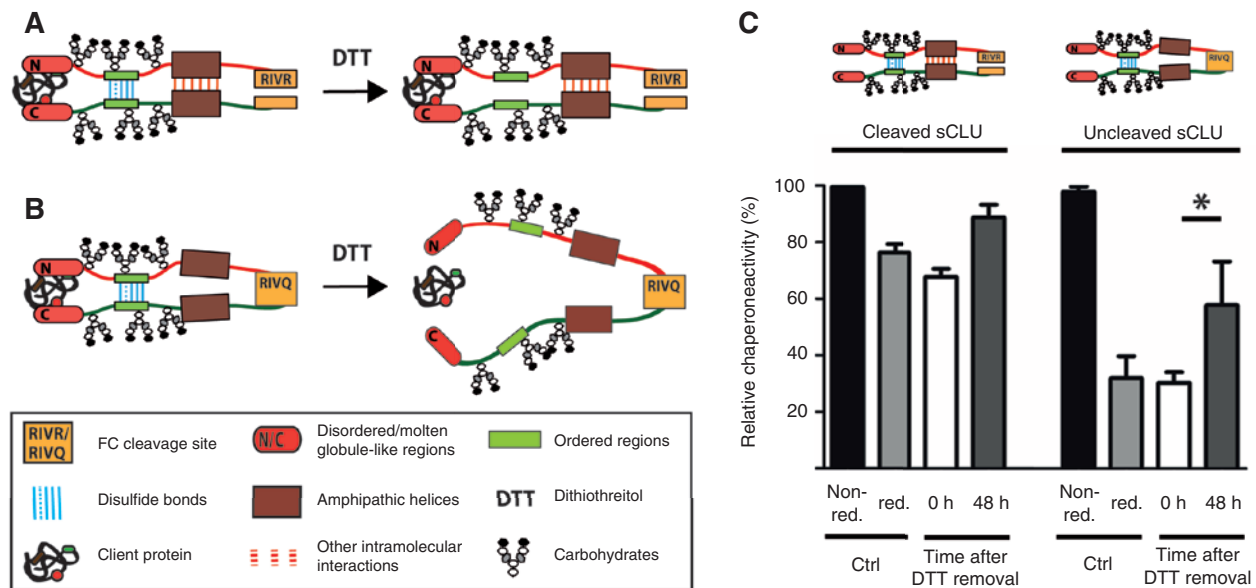 A
N
C
RIVR
DTT
N
C
RIVR
B
N
C
RIVQ
DTT
N
C
RIVQ
RIVR/
RIVQ
FC cleavage site
N/C
Disordered/molten
globule-like regions
Ordered regions
Disulfide bonds
Amphipathic helices
DTT
Dithiothreitol
Client protein
Other intramolecular
interactions
Carbohydrates
C
N
C
RIVR
N
C
RIVQ
Cleaved sCLU
Uncleaved sCLU
Relative chaperoneactivity (%)
100
80
60
40
20
*
Non-
red.
red.
0 h
48 h
Non-
red.
red.
0 h
48 h
Ctrl
Time after
DTT removal
Ctrl
Time after
DTT removal